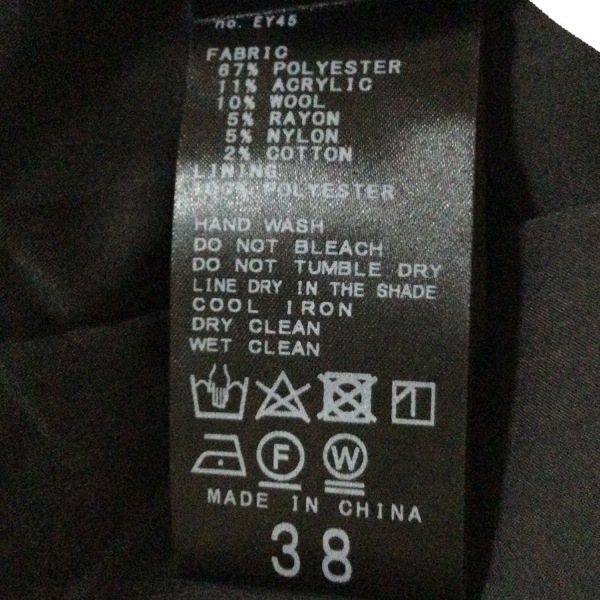 no. EY45
FABRIC
67% POLYESTER
11% ACRYLIC
10% WOOL
5% RAYON
5% NYLON
2% COTTON
LINING
100% POLYESTER
HAND WASH
DO NOT BLEACH
DO NOT TUMBLE DRY
LINE DRY IN THE SHADE
COOL IRON
DRY CLEAN
WET CLEAN
F W
MADE IN CHINA
38